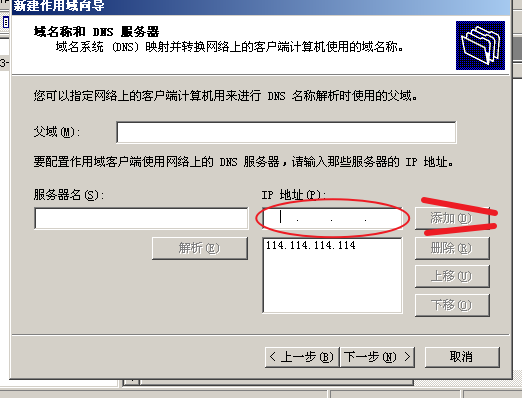 新建作用域向导
域名称和 DNS 服务器
域名系统 (DNS) 映射并转换网络上的客户端计算机使用的域名称。
您可以指定网络上的客户端计算机用来进行 DNS 名称解析时使用的父域。
父域(M):
要配置作用域客户端使用网络上的 DNS 服务器，请输入那些服务器的 IP 地址。
服务器名(S):
IP 地址(P):
添加(D)
解析(E)
114.114.114.114
删除(R)
上移(U)
下移(O)
< 上一步(B)
下一步(N) >
取消